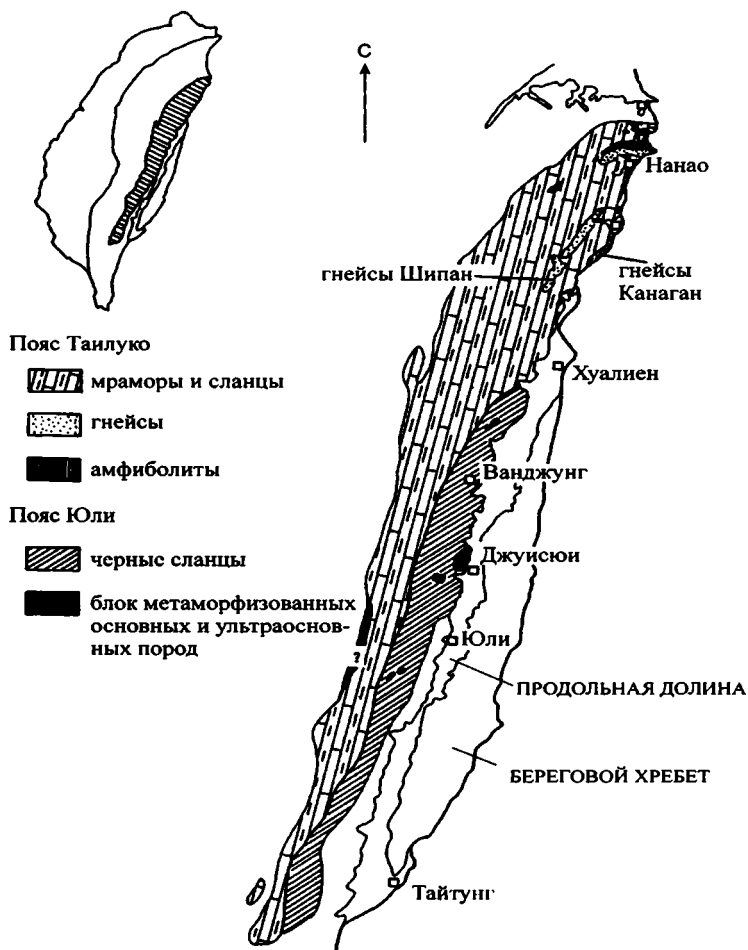 С
Нанао
гнейсы Шипан
гнейсы
Канаган
Пояс Таилуко
мраморы и сланцы
гнейсы
амфиболиты
Хуалиен
Ванджунг
Пояс Юли
черные сланцы
блок метаморфизованных
основных и ультраоснов-
ных пород
Джуисюи
Юли
?
ПРОДОЛЬНАЯ ДОЛИНА
БЕРЕГОВОЙ ХРЕБЕТ
Тайтунг